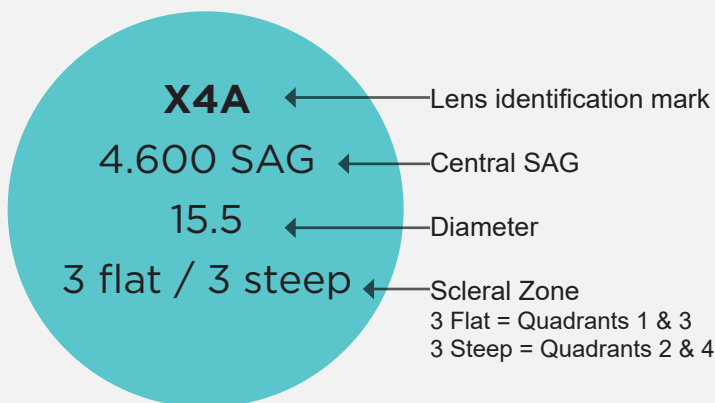 X4A
Lens identification mark
4.600 SAG
Central SAG
15.5
Diameter
3 flat / 3 steep
Scleral Zone
3 Flat = Quadrants 1 & 3
3 Steep = Quadrants 2 & 4